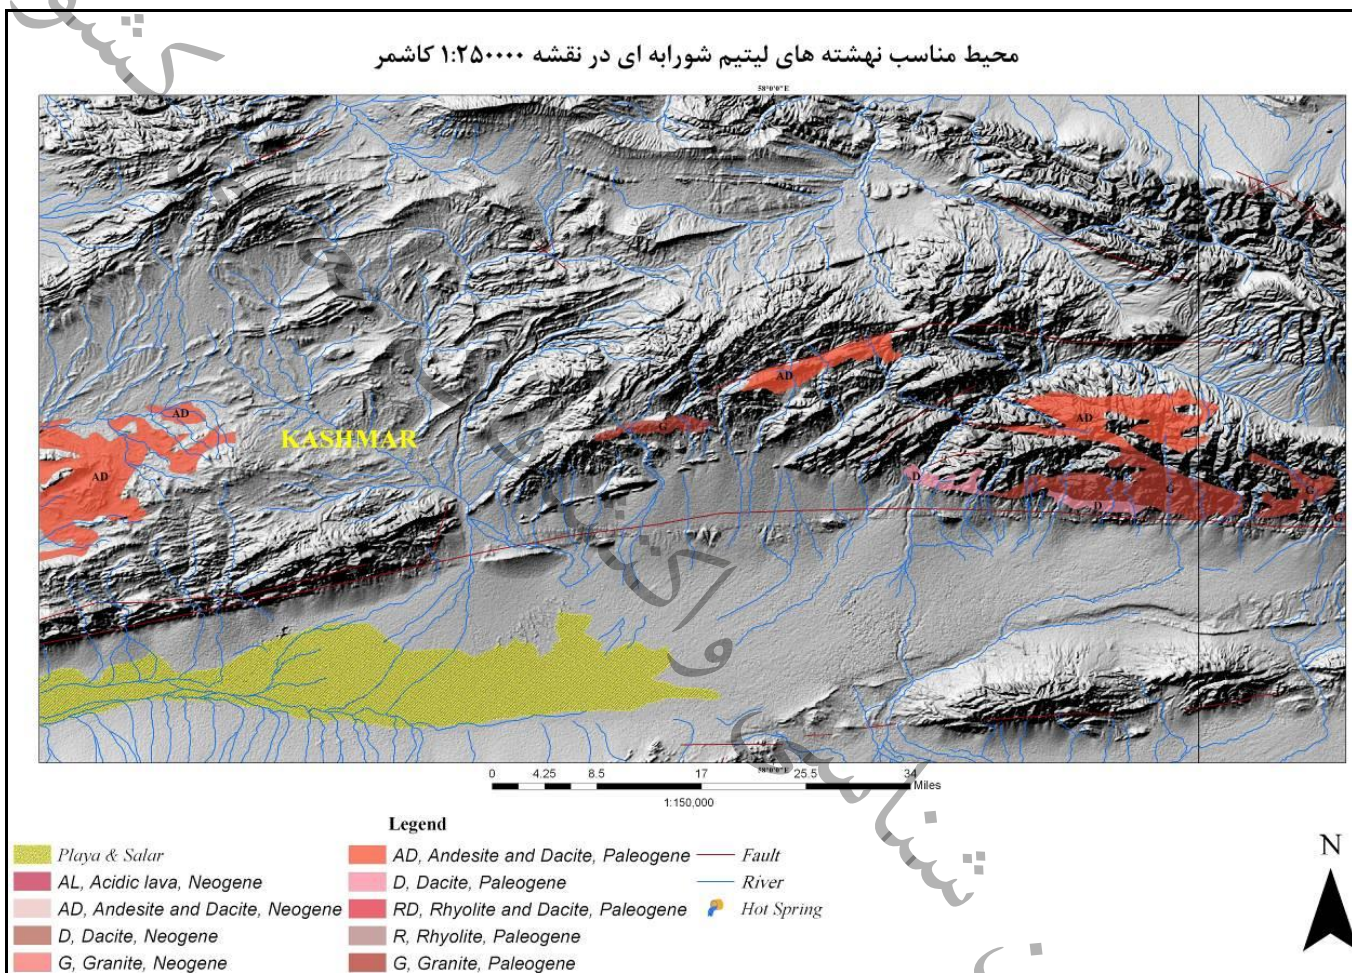 محیط مناسب نهشته های لیتیم شورابه ای در نقشه ۱:۲۵۰۰۰۰ کاشمر
58°0'0"E
AD
AD
G
AD
KASHMAR
AD
D
G
G
D
58°0'0"E
0 4.25 8.5 17 25.5 34
Miles
1:150,000
Legend
Playa & Salar
AL, Acidic lava, Neogene
AD, Andesite and Dacite, Neogene
D, Dacite, Neogene
G, Granite, Neogene
AD, Andesite and Dacite, Paleogene
D, Dacite, Paleogene
RD, Rhyolite and Dacite, Paleogene
R, Rhyolite, Paleogene
G, Granite, Paleogene
Fault
River
Hot Spring
N